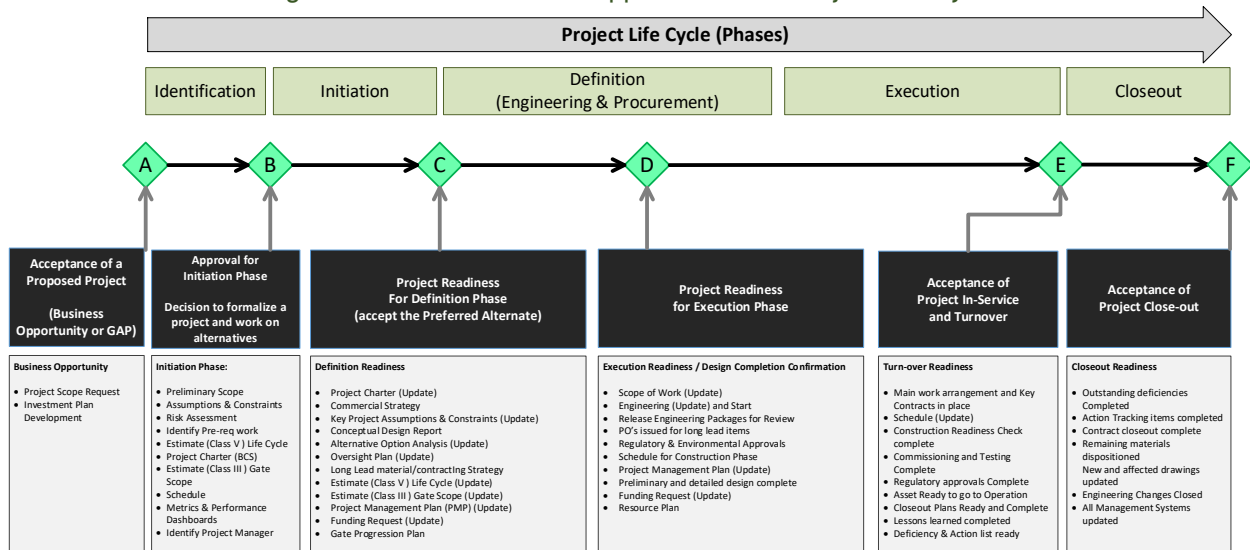 Project Life Cycle (Phases)
Identification
Initiation
Definition
(Engineering & Procurement)
Execution
Closeout
A
B
C
D
E
F
Acceptance of a
Proposed Project
(Business
Opportunity or GAP)
Approval for
Initiation Phase
Decision to formalize a
project and work on
alternatives
Project Readiness
For Definition Phase
(accept the Preferred Alternate)
Project Readiness
for Execution Phase
Acceptance of
Project In-Service
and Turnover
Acceptance of
Project Close-out
Business Opportunity
• Project Scope Request
• Investment Plan
Development
Initiation Phase:
• Preliminary Scope
• Assumptions & Constraints
• Risk Assessment
• Identify Pre-req work
• Estimate (Class V ) Life Cycle
• Project Charter (BCS)
• Estimate (Class III ) Gate
Scope
• Schedule
• Metrics & Performance
Dashboards
• Identify Project Manager
Definition Readiness
• Project Charter (Update)
• Commercial Strategy
• Key Project Assumptions & Constraints (Update)
• Conceptual Design Report
• Alternative Option Analysis (Update)
• Oversight Plan (Update)
• Long Lead material/contracting Strategy
• Estimate (Class V ) Life Cycle (Update)
• Estimate (Class III ) Gate Scope (Update)
• Project Management Plan (PMP) (Update)
• Funding Request (Update)
• Gate Progression Plan
Execution Readiness / Design Completion Confirmation
• Scope of Work (Update)
• Engineering (Update) and Start
• Release Engineering Packages for Review
• PO's issued for long lead items
• Regulatory & Environmental Approvals
• Schedule for Construction Phase
• Project Management Plan (Update)
• Preliminary and detailed design complete
• Funding Request (Update)
• Resource Plan
Turn-over Readiness
• Main work arrangement and Key
Contracts in place
• Schedule (Update)
• Construction Readiness Check
complete
• Commissioning and Testing
Complete
• Regulatory approvals Complete
• Asset Ready to go to Operation
• Closeout Plans Ready and Complete
• Lessons learned completed
• Deficiency & Action list ready
Closeout Readiness
• Outstanding deficiencies
Completed
• Action Tracking items completed
• Contract closeout complete
• Remaining materials
dispositioned
New and affected drawings
updated
• Engineering Changes Closed
• All Management Systems
updated